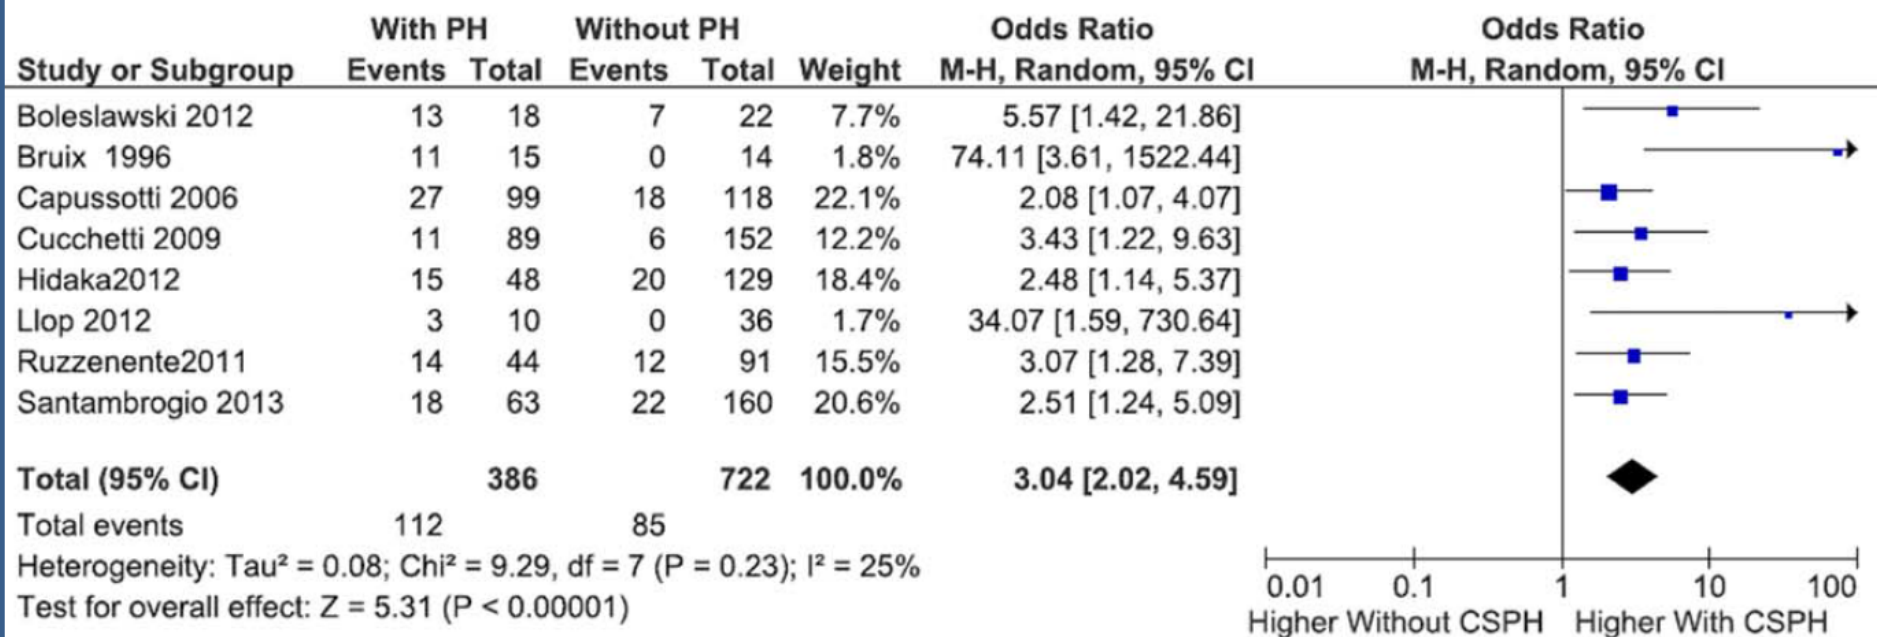 With PH Without PH Odds Ratio Odds Ratio
Study or Subgroup Events Total Events Total Weight M-H, Random, 95% CI M-H, Random, 95% CI
Boleslawski 2012 13 18 7 22 7.7% 5.57 [1.42, 21.86]
Bruix 1996 11 15 0 14 1.8% 74.11 [3.61, 1522.44]
Capussotti 2006 27 99 18 118 22.1% 2.08 [1.07, 4.07]
Cucchetti 2009 11 89 6 152 12.2% 3.43 [1.22, 9.63]
Hidaka2012 15 48 20 129 18.4% 2.48 [1.14, 5.37]
Llop 2012 3 10 0 36 1.7% 34.07 [1.59, 730.64]
Ruzzenente2011 14 44 12 91 15.5% 3.07 [1.28, 7.39]
Santambrogio 2013 18 63 22 160 20.6% 2.51 [1.24, 5.09]
Total (95% CI) 386 722 100.0% 3.04 [2.02, 4.59]
Total events 112 85
Heterogeneity: Tau² = 0.08; Chi² = 9.29, df = 7 (P = 0.23); I² = 25%
Test for overall effect: Z = 5.31 (P < 0.00001)
0.01 0.1 1 10 100
Higher Without CSPH Higher With CSPH